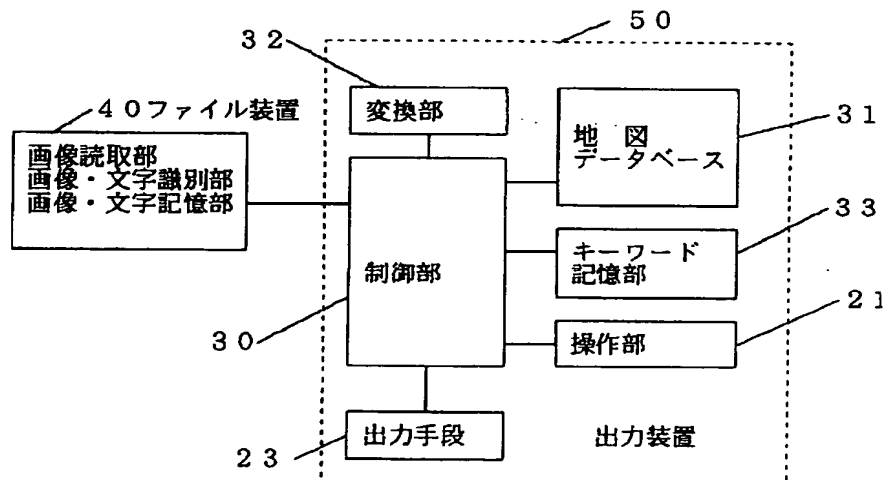 50
32
変換部
40ファイル装置
地 図
データベース
31
画像読取部
画像・文字識別部
画像・文字記憶部
33
キーワード
記憶部
制御部
21
30
操作部
出力手段
出力装置
23